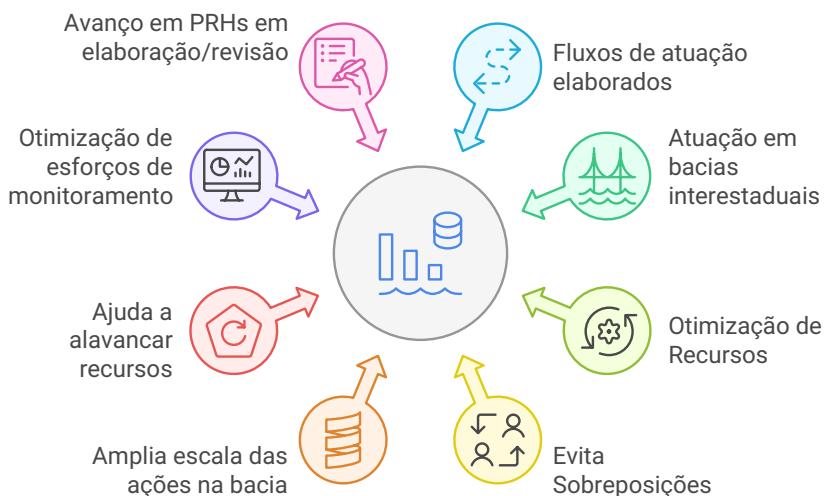 Avanço em PRHs em
elaboração/revisão
Fluxos de atuação
elaborados
Otimização de
esforços de
monitoramento
Atuação em
bacias
interestaduais
Ajuda a
alavancar
recursos
Otimização de
Recursos
Amplia escala das
ações na bacia
Evita
Sobreposições